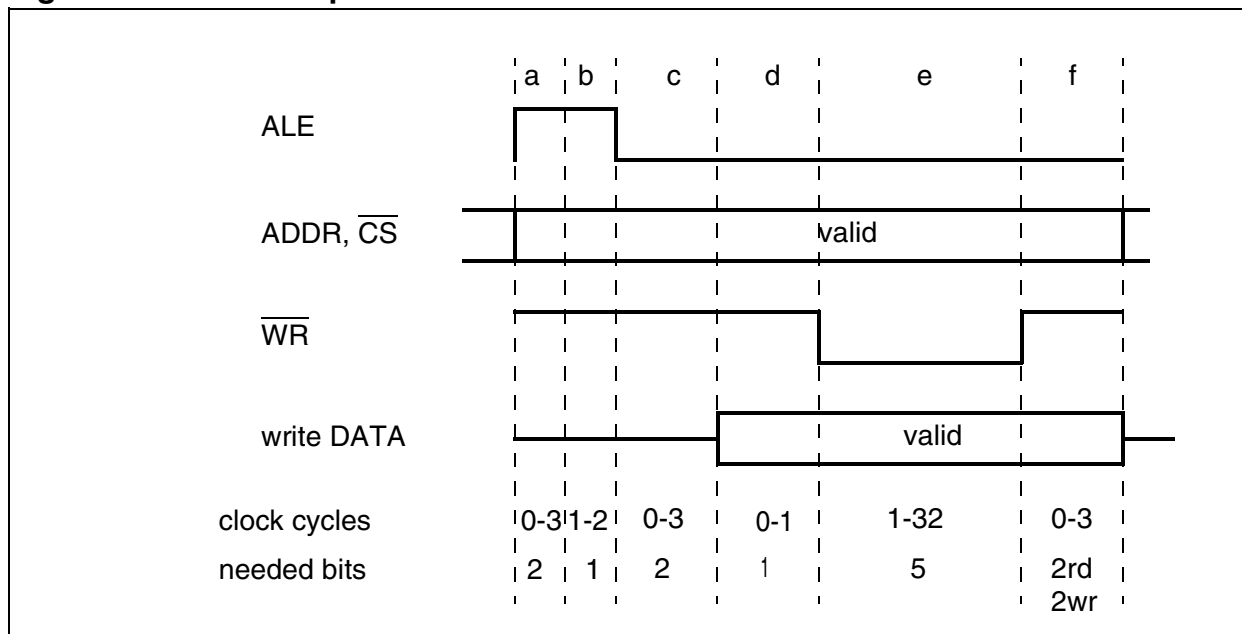 a b c d e f
ALE
ADDR, CS valid
WR
write DATA valid
clock cycles 0-3 1-2 0-3 0-1 1-32 0-3
needed bits 2 1 2 1 5 2rd
2wr